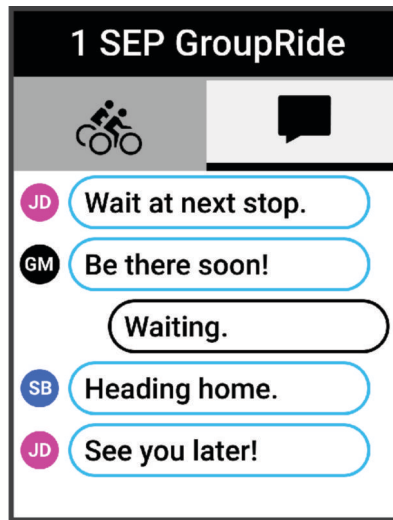 1 SEP GroupRide
JD Wait at next stop.
GM Be there soon!
Waiting.
SB Heading home.
JD See you later!